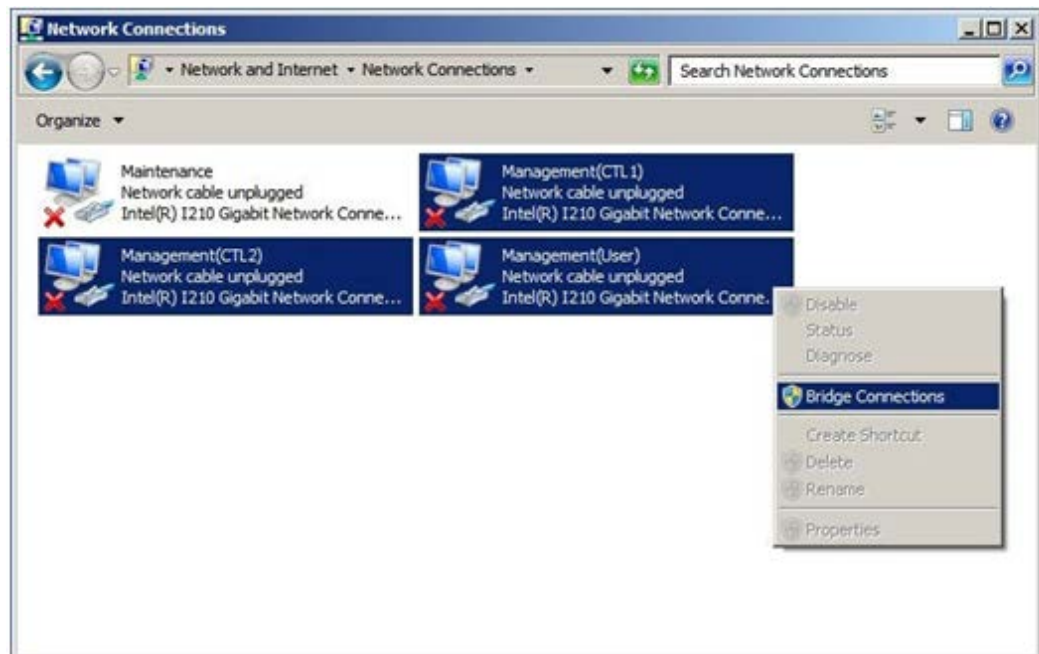 Network Connections
Network and Internet Network Connections
Search Network Connections
Organize
Maintenance
Network cable unplugged
Intel(R) I210 Gigabit Network Conne...
Management(CTL1)
Network cable unplugged
Intel(R) I210 Gigabit Network Conne...
Management(CTL2)
Network cable unplugged
Intel(R) I210 Gigabit Network Conne...
Management(User)
Network cable unplugged
Intel(R) I210 Gigabit Network Conne.
Disable
Status
Diagnose
Bridge Connections
Create Shortcut
Delete
Rename
Properties